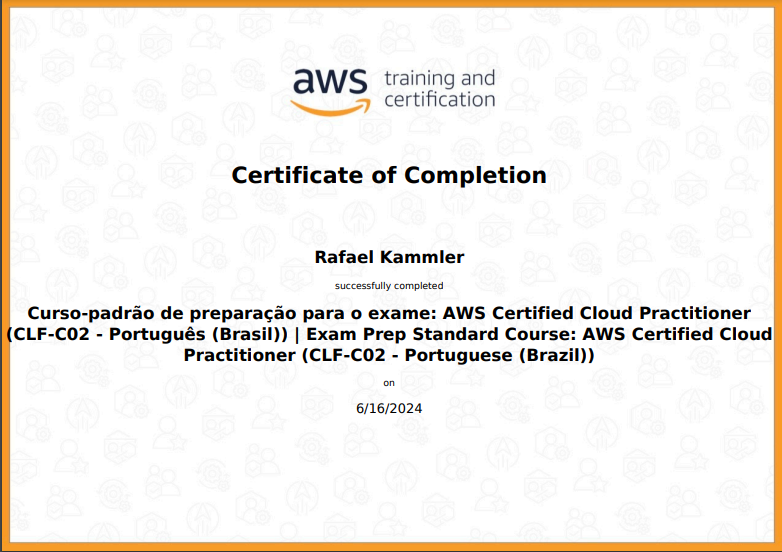 aws training and
certification
Certificate of Completion
Rafael Kammler
successfully completed
Curso-padrão de preparação para o exame: AWS Certified Cloud Practitioner
(CLF-C02 - Português (Brasil)) | Exam Prep Standard Course: AWS Certified Cloud
Practitioner (CLF-C02 - Portuguese (Brazil))
on
6/16/2024